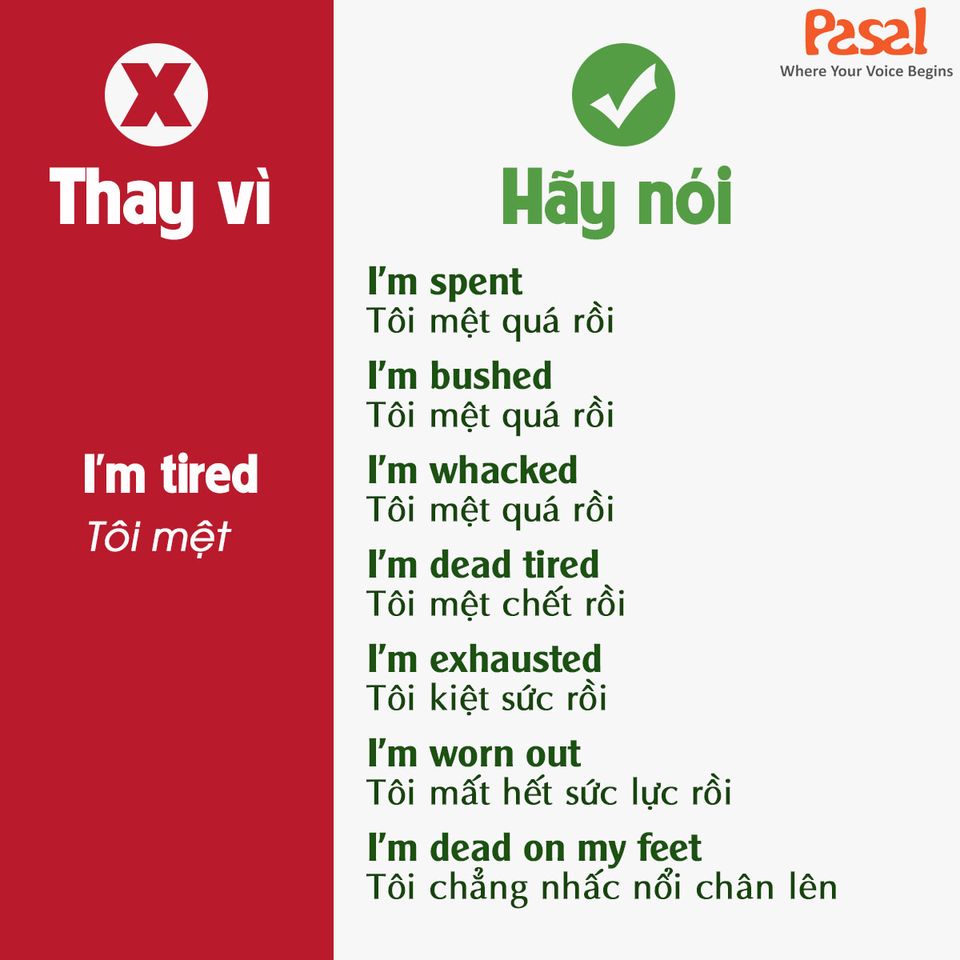 Pasal
Where Your Voice Begins
X
Thay vì
Hãy nói
I'm tired
Tôi mệt
I'm spent
Tôi mệt quá rồi
I'm bushed
Tôi mệt quá rồi
I'm whacked
Tôi mệt quá rồi
I'm dead tired
Tôi mệt chết rồi
I'm exhausted
Tôi kiệt sức rồi
I'm worn out
Tôi mất hết sức lực rồi
I'm dead on my feet
Tôi chẳng nhấc nổi chân lên